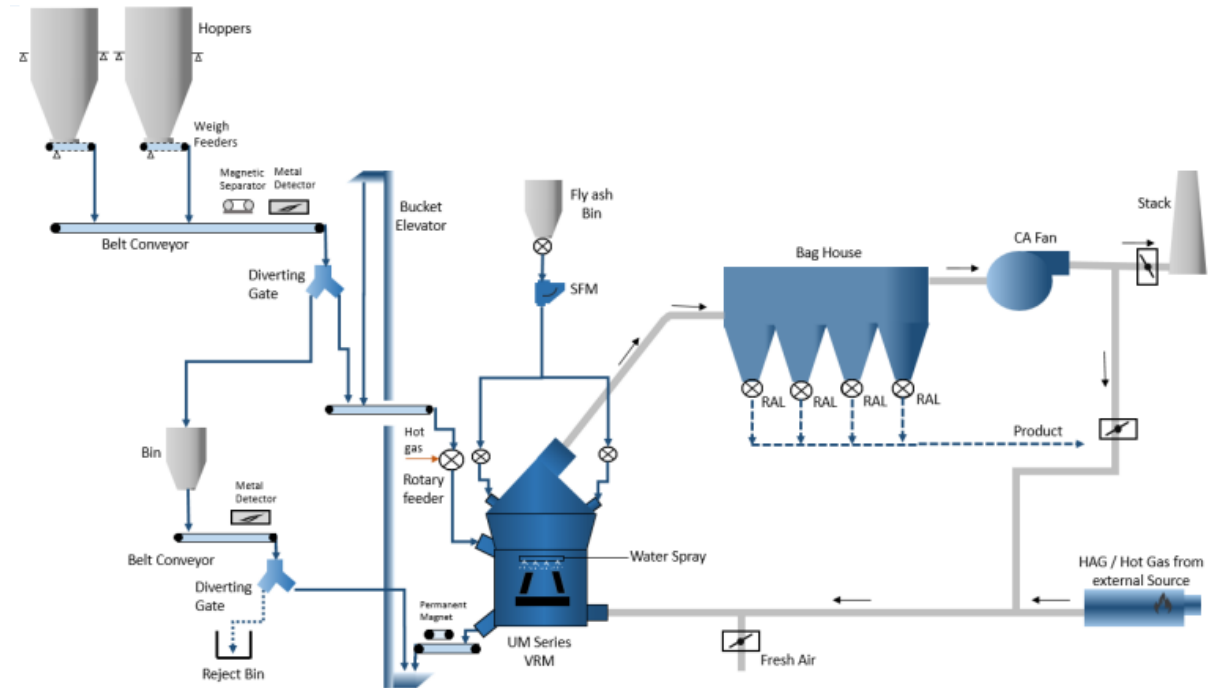 Hoppers
Weigh
Feeders
Magnetic
Separator
Metal
Detector
Belt Conveyor
Diverting
Gate
Bucket
Elevator
Fly ash
Bin
SFM
Bag House
CA Fan
Stack
RAL
RAL
RAL
RAL
Product
Hot
gas
Rotary
feeder
Bin
Metal
Detector
Belt Conveyor
Diverting
Gate
Reject Bin
Permanent
Magnet
Water Spray
UM Series
VRM
HAG / Hot Gas from
external Source
Fresh Air